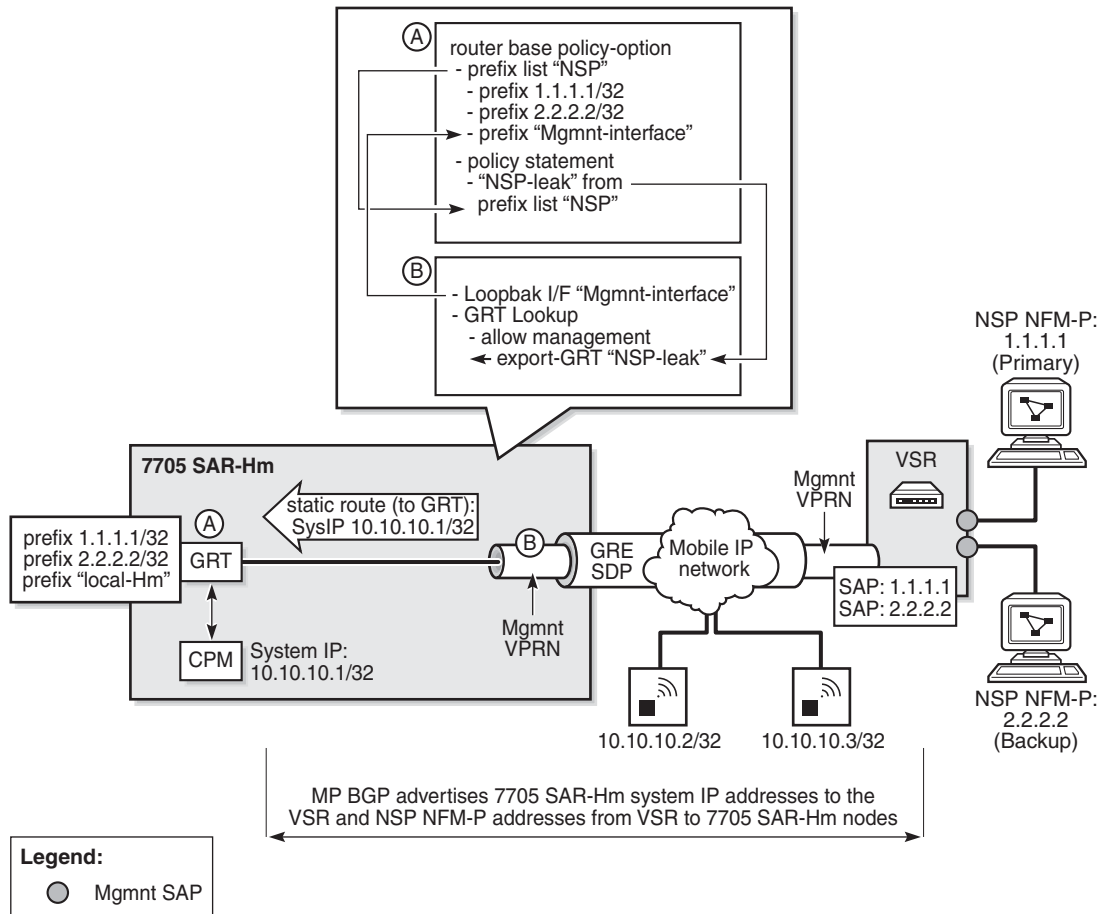 A
router base policy-option
- prefix list “NSP”
- prefix 1.1.1.1/32
- prefix 2.2.2.2/32
- prefix “Mgmnt-interface”
- policy statement
- “NSP-leak” from
prefix list “NSP”
B
- Loopbak I/F “Mgmnt-interface”
- GRT Lookup
- allow management
export-GRT “NSP-leak”
NSP NFM-P:
1.1.1.1
(Primary)
7705 SAR-Hm
static route (to GRT):
SysIP 10.10.10.1/32
prefix 1.1.1.1/32
prefix 2.2.2.2/32
prefix “local-Hm”
A
GRT
CPM
System IP:
10.10.10.1/32
B
Mgmnt
VPRN
GRE
SDP
Mobile IP
network
Mgmnt
VPRN
VSR
SAP: 1.1.1.1
SAP: 2.2.2.2
10.10.10.2/32
10.10.10.3/32
NSP NFM-P:
2.2.2.2
(Backup)
MP BGP advertises 7705 SAR-Hm system IP addresses to the
VSR and NSP NFM-P addresses from VSR to 7705 SAR-Hm nodes
Legend:
Mgmnt SAP